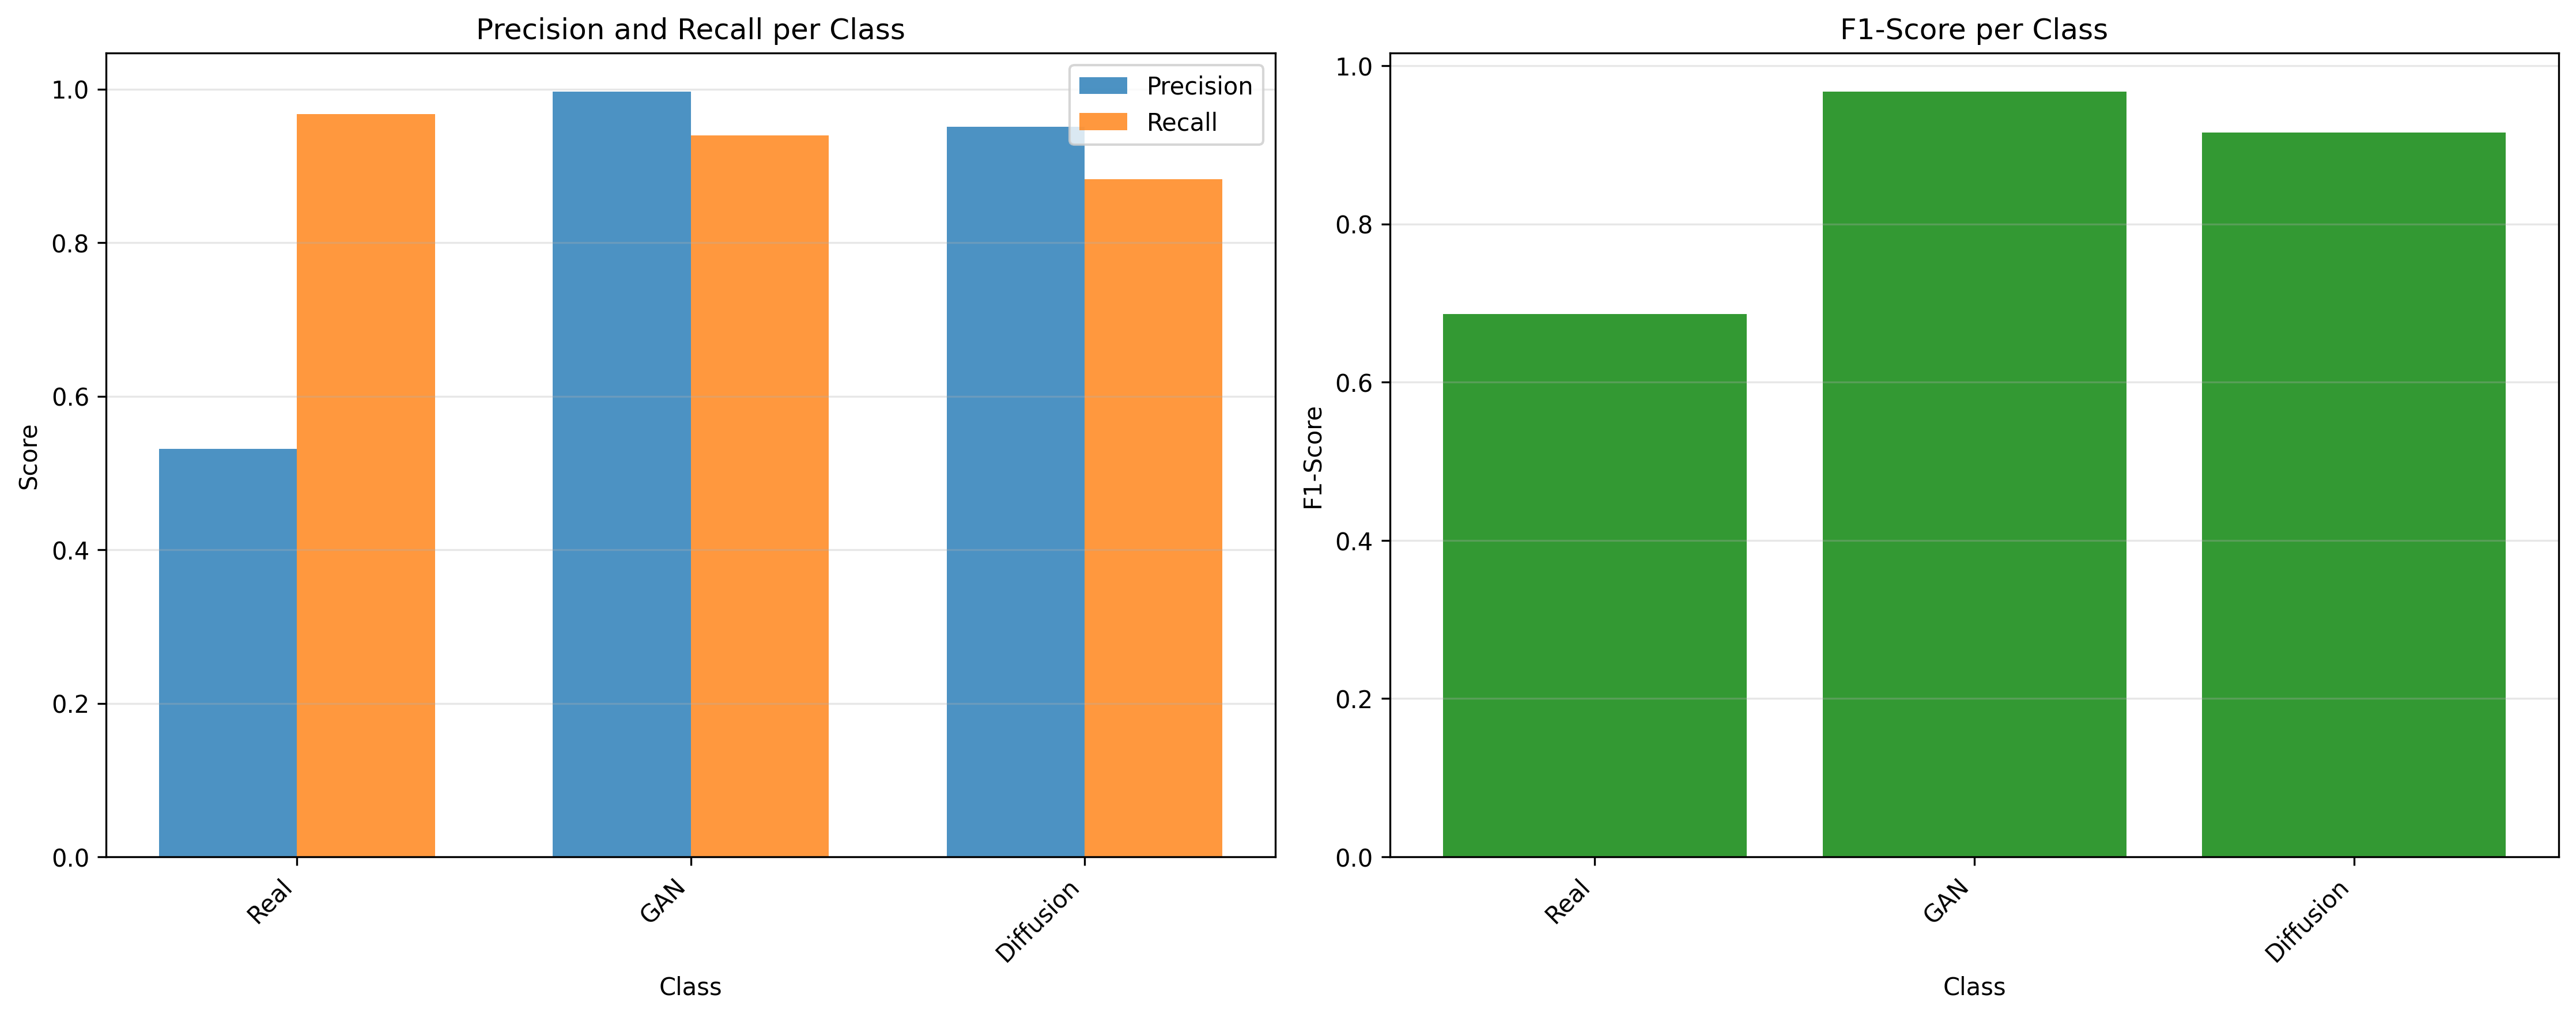 Precision and Recall per Class
Precision
Recall
1.0
0.8
0.6
0.4
0.2
0.0
Score
Real
GAN
Diffusion
Class
F1-Score per Class
1.0
0.8
0.6
0.4
0.2
0.0
F1-Score
Real
GAN
Diffusion
Class